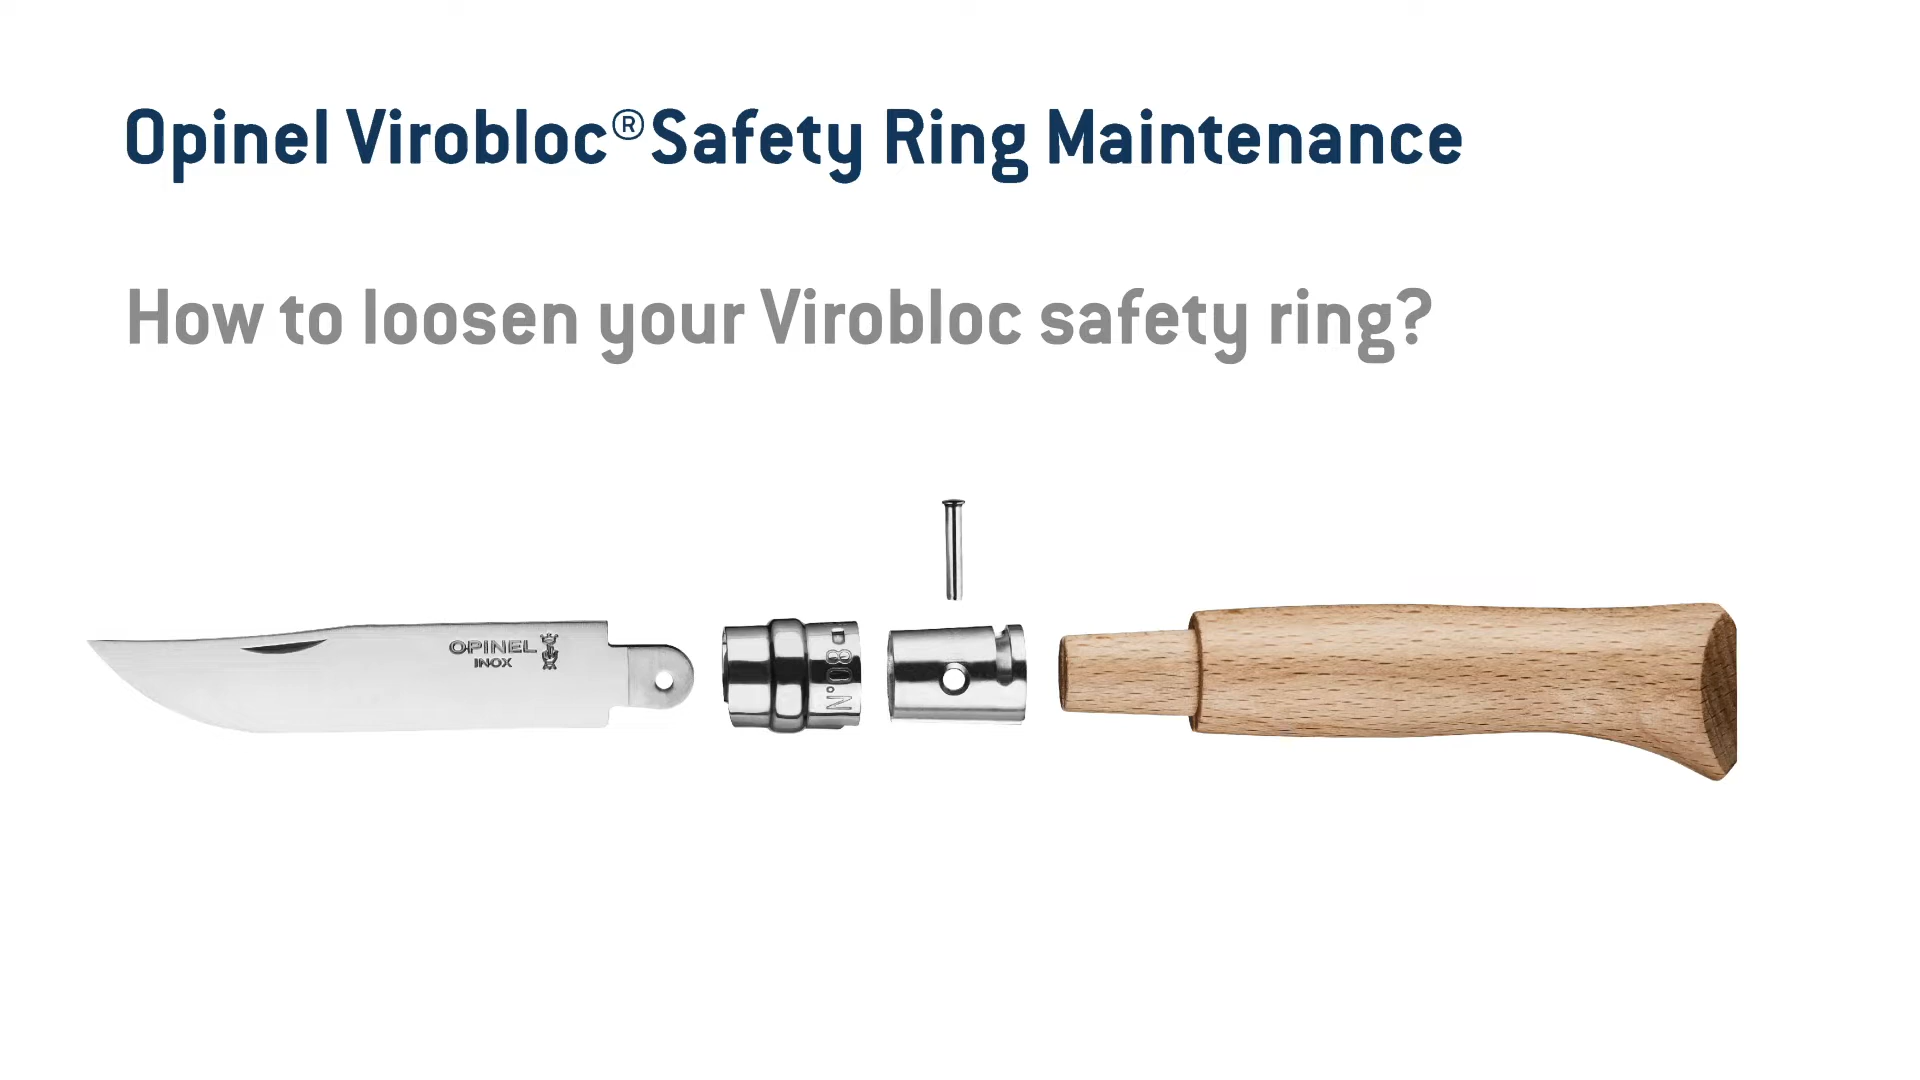 Opinel Virobloc® Safety Ring Maintenance
How to loosen your Virobloc safety ring?
OPINEL
INOX
N°08